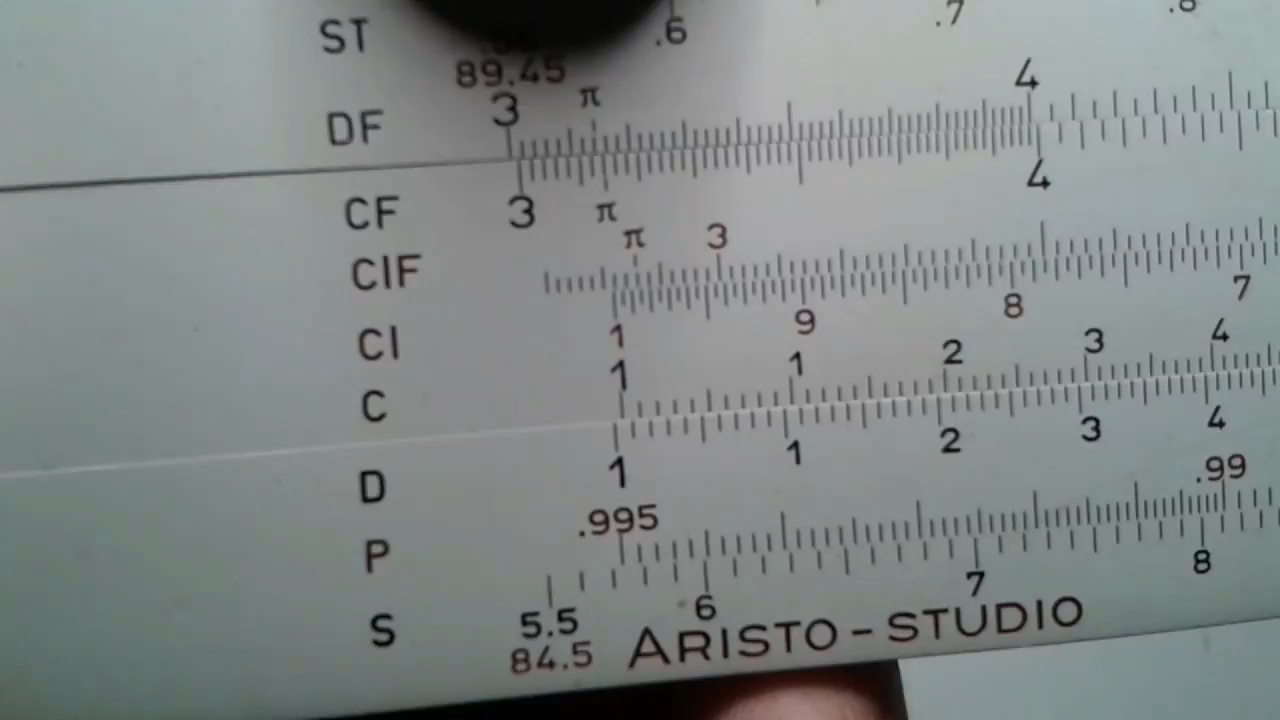 ST .6 .7 .8
89.45
DF 3 π 4
CF 3 π 4
CIF π 3
CI 1 9 8 7
C 1 1 2 3 4
D 1 1 2 3 4
P .995 .99
S 5.5 6 7 8
84.5 ARISTO-STUDIO